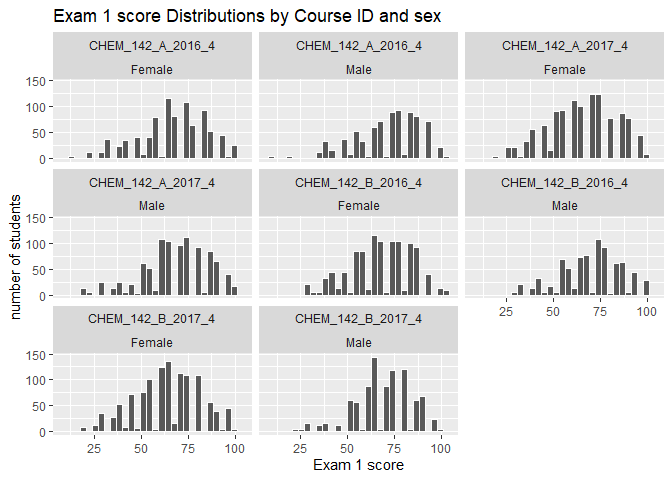 Exam 1 score Distributions by Course ID and sex
CHEM_142_A_2016_4
Female
CHEM_142_A_2016_4
Male
CHEM_142_A_2017_4
Female
150
100
50
0
CHEM_142_A_2017_4
Male
CHEM_142_B_2016_4
Female
CHEM_142_B_2016_4
Male
150
100
50
0
25 50 75 100
CHEM_142_B_2017_4
Female
CHEM_142_B_2017_4
Male
150
100
50
0
25 50 75 100 25 50 75 100
Exam 1 score
number of students